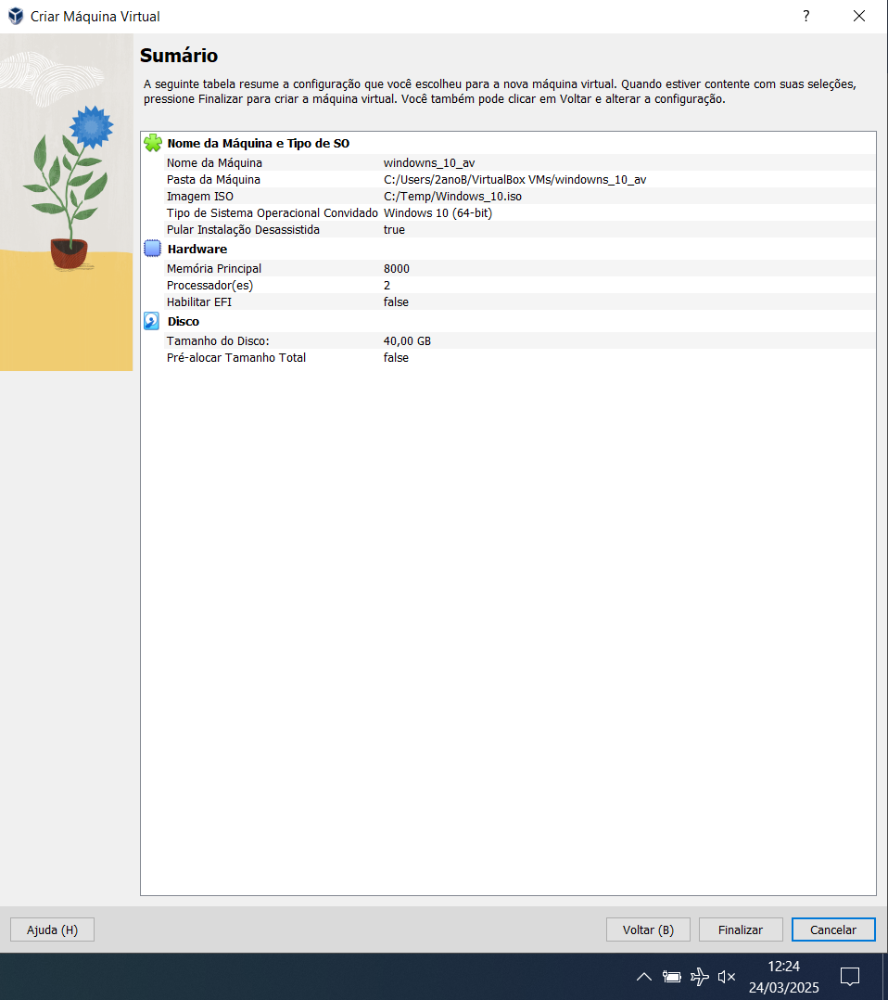 Criar Máquina Virtual
?
Sumário
A seguinte tabela resume a configuração que você escolheu para a nova máquina virtual. Quando estiver contente com suas seleções,
pressione Finalizar para criar a máquina virtual. Você também pode clicar em Voltar e alterar a configuração.
Nome da Máquina e Tipo de SO
Nome da Máquina windowns_10_av
Pasta da Máquina C:/Users/2anoB/VirtualBox VMs/windowns_10_av
Imagem ISO C:/Temp/Windows_10.iso
Tipo de Sistema Operacional Convidado Windows 10 (64-bit)
Pular Instalação Desassistida true
Hardware
Memória Principal 8000
Processador(es) 2
Habilitar EFI false
Disco
Tamanho do Disco: 40,00 GB
Pré-alocar Tamanho Total false
Ajuda (H) Voltar (B) Finalizar Cancelar
12:24
24/03/2025